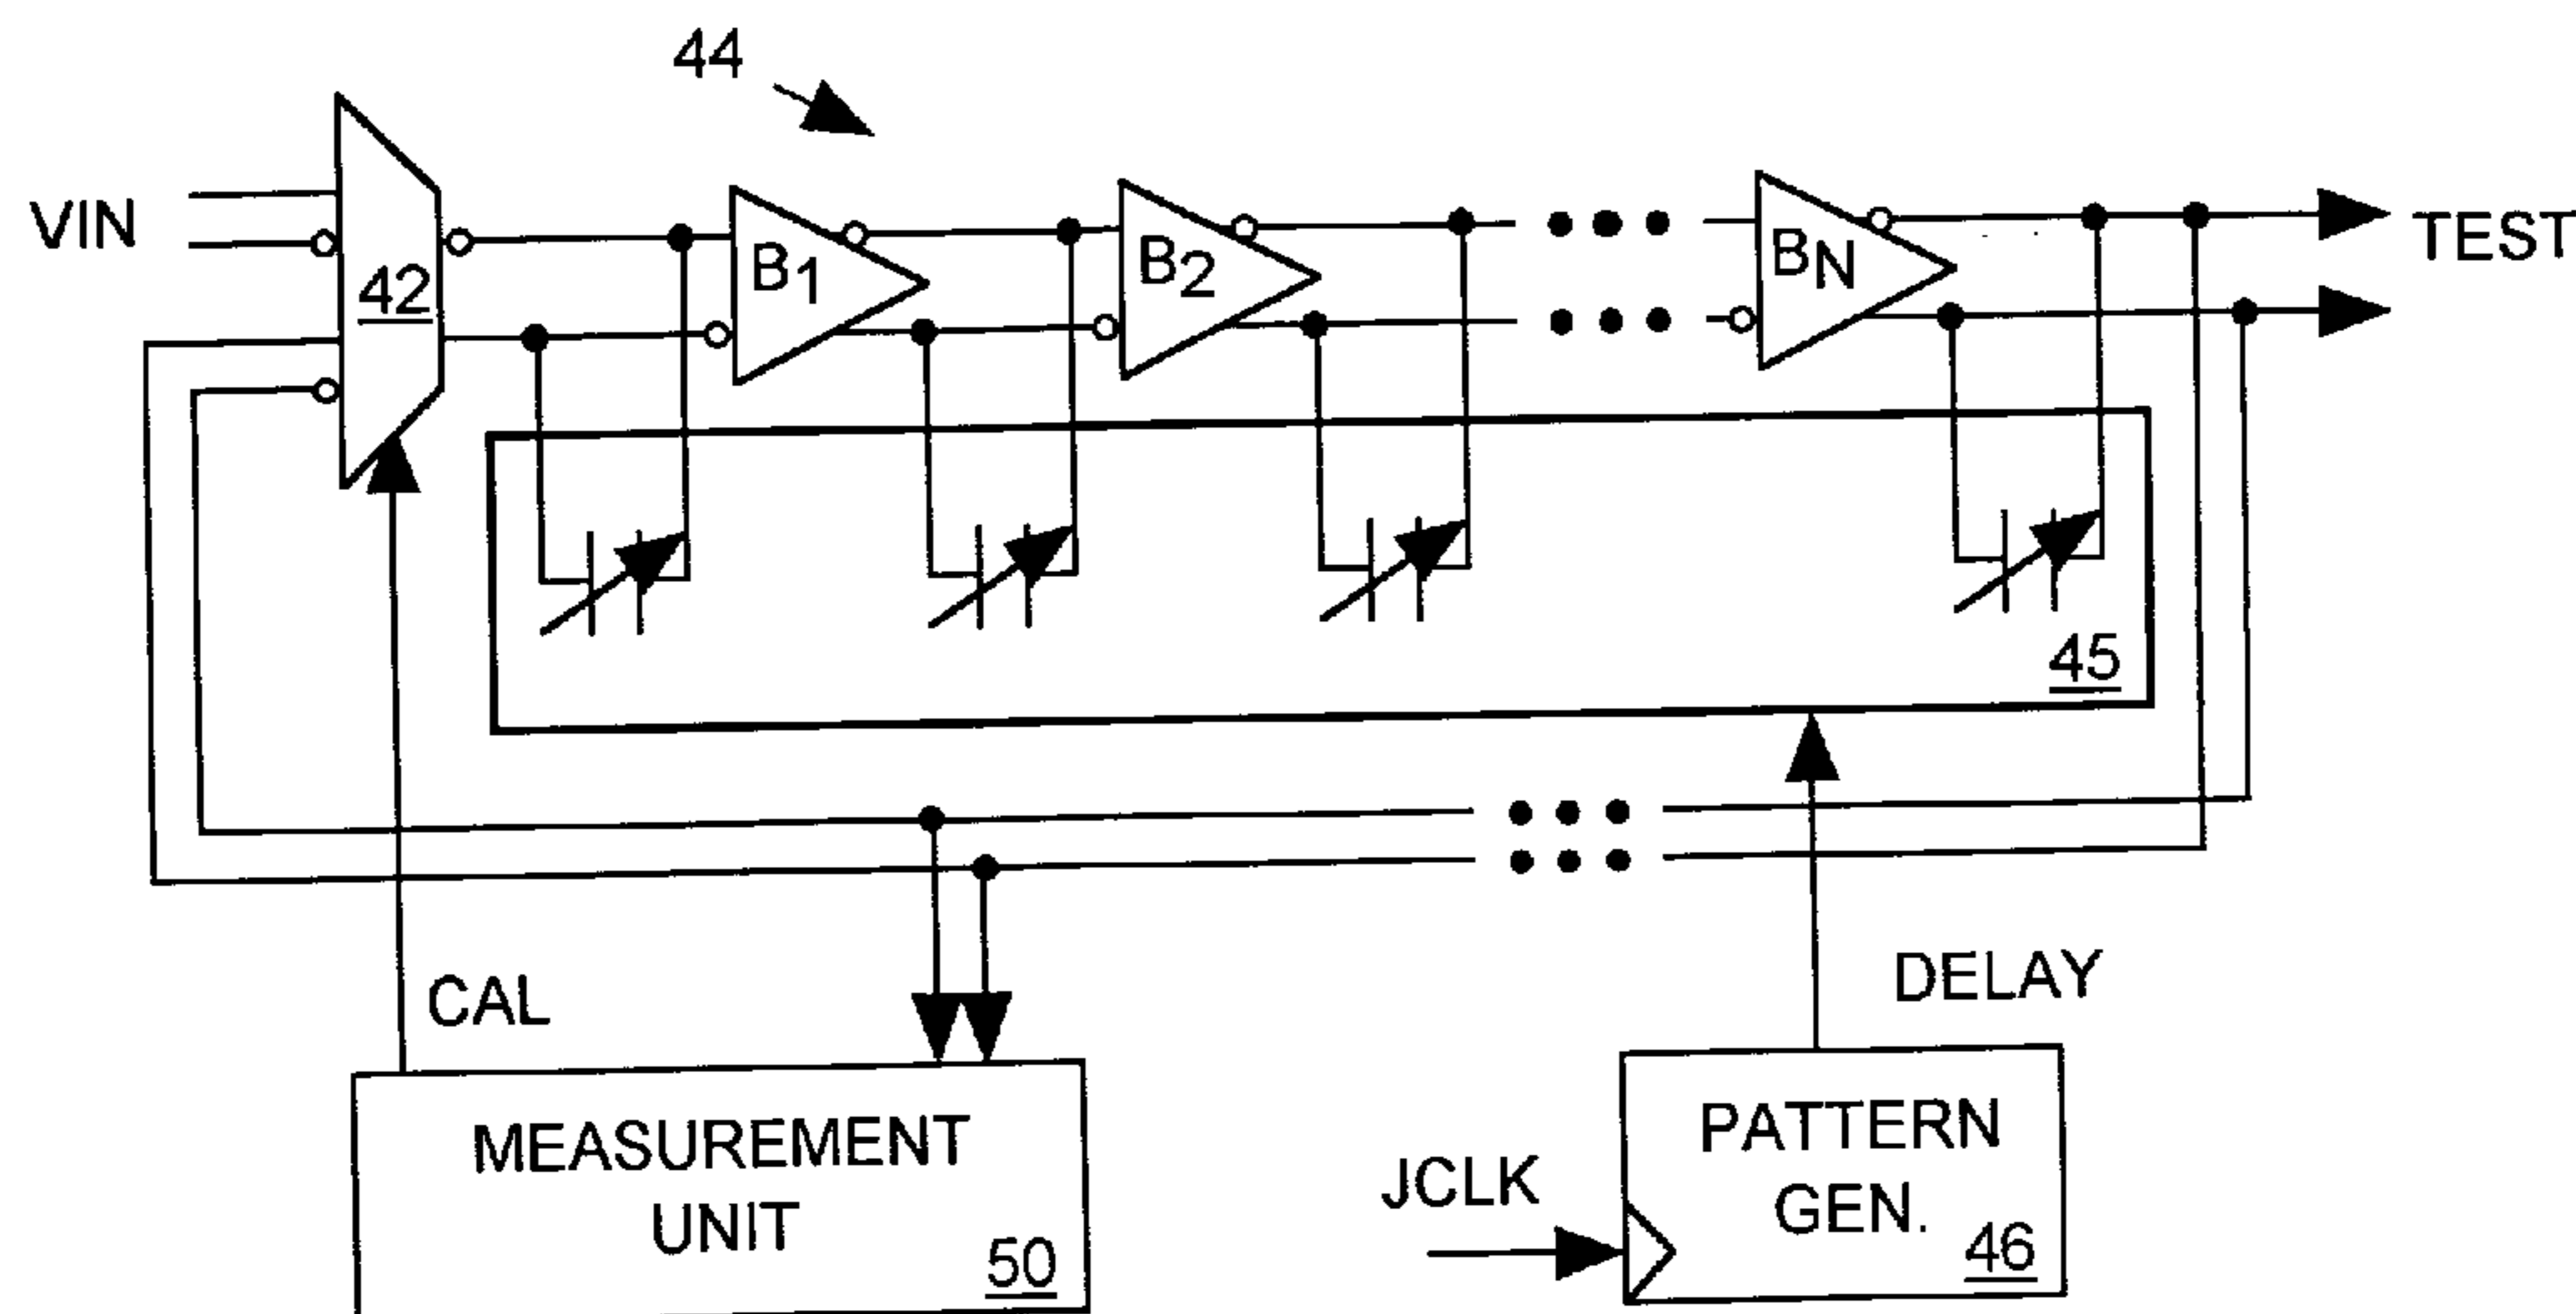 44
VIN
42
B1
B2
BN
TEST
45
CAL
DELAY
MEASUREMENT
UNIT
50
JCLK
PATTERN
GEN.
46